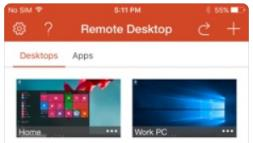 No SIM 5:11 PM 55%
? Remote Desktop
Desktops Apps
Home Work PC